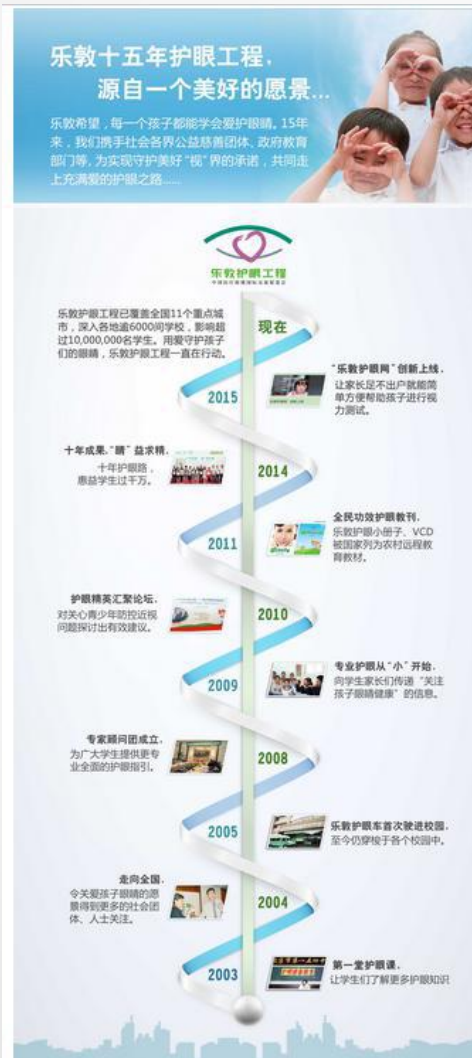 乐敦十五年护眼工程，
源自一个美好的愿景...
乐敦希望，每一个孩子都能学会爱护眼睛。15年
来，我们携手社会各界公益慈善团体、政府教育
部门等，为实现守护美好“视”界的承诺，共同走
上充满爱的护眼之路......
乐敦护眼工程
乐敦护眼工程已覆盖全国11个重点城
市，深入各地逾6000间学校，影响超
过10,000,000名学生。用爱守护孩子
们的眼睛，乐敦护眼工程一直在行动。
现在
“乐敦护眼网”创新上线，
让家长足不出户就能简
单方便帮助孩子进行视
力测试。
2015
十年成果，“睛”益求精，
十年护眼路，
惠益学生过千万。
2014
全民功效护眼教刊，
乐敦护眼小册子、VCD
被国家列为农村远程教
育教材。
2011
护眼精英汇聚论坛，
对关心青少年防控近视
问题探讨出有效建议。
2010
专业护眼从“小”开始，
向学生家长们传递“关注
孩子眼睛健康”的信息。
2009
专家顾问团成立，
为广大学生提供更专
业全面的护眼指引。
2008
乐敦护眼车首次驶进校园，
至今仍穿梭于各个校园中。
2005
走向全国，
令关爱孩子眼睛的愿
景得到更多的社会团
体、人士关注。
2004
第一堂护眼课，
让学生们了解更多护眼知识
2003